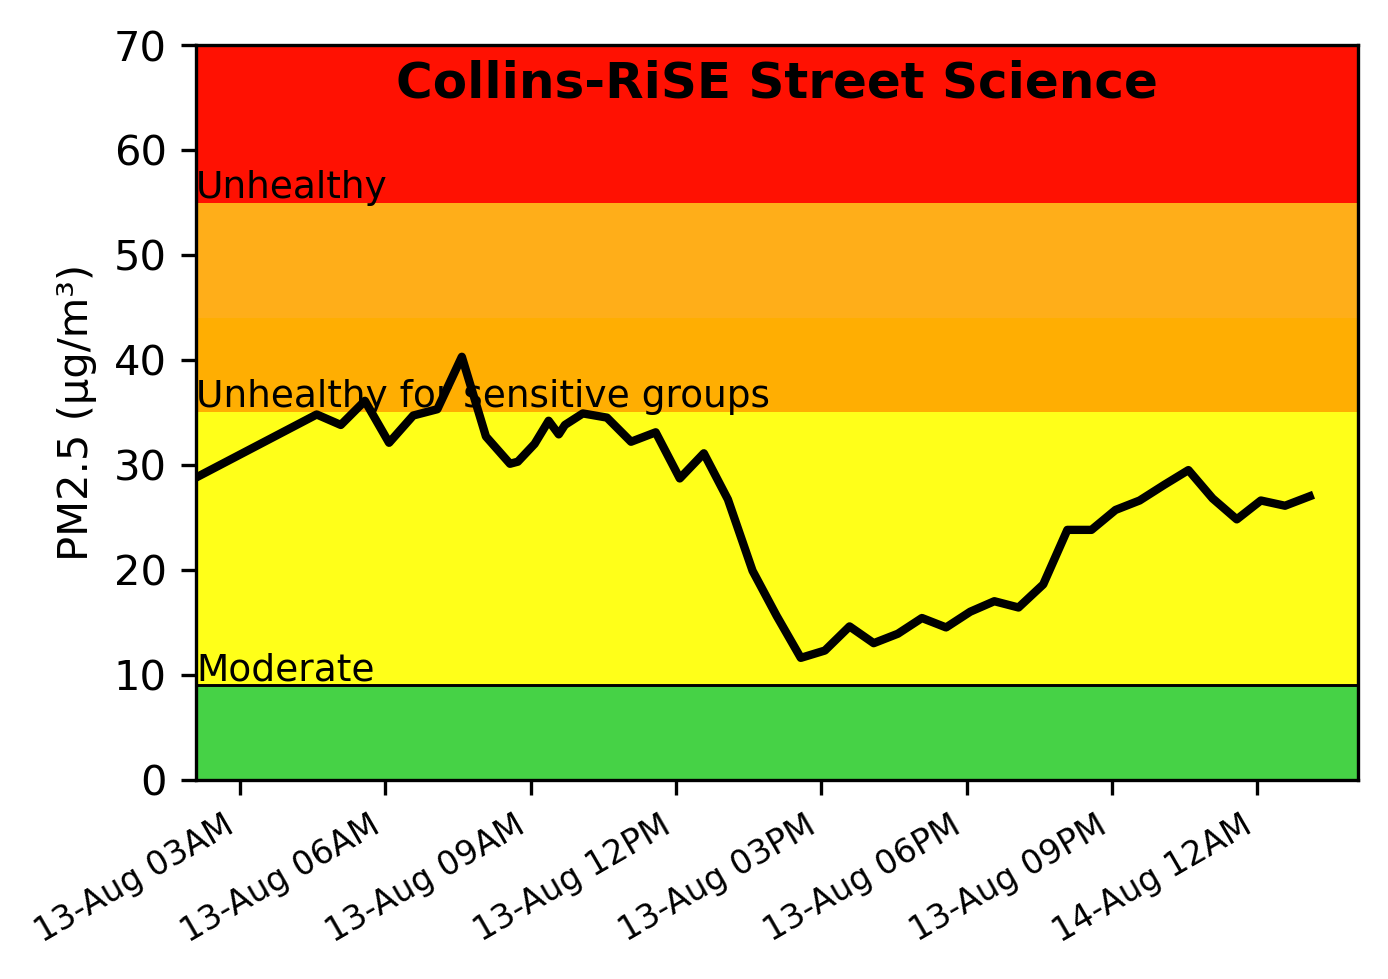 Collins-RiSE Street Science
70
60
50
40
30
20
10
0
PM2.5 (µg/m³)
Unhealthy
Unhealthy for sensitive groups
Moderate
13-Aug 03AM
13-Aug 06AM
13-Aug 09AM
13-Aug 12PM
13-Aug 03PM
13-Aug 06PM
13-Aug 09PM
14-Aug 12AM